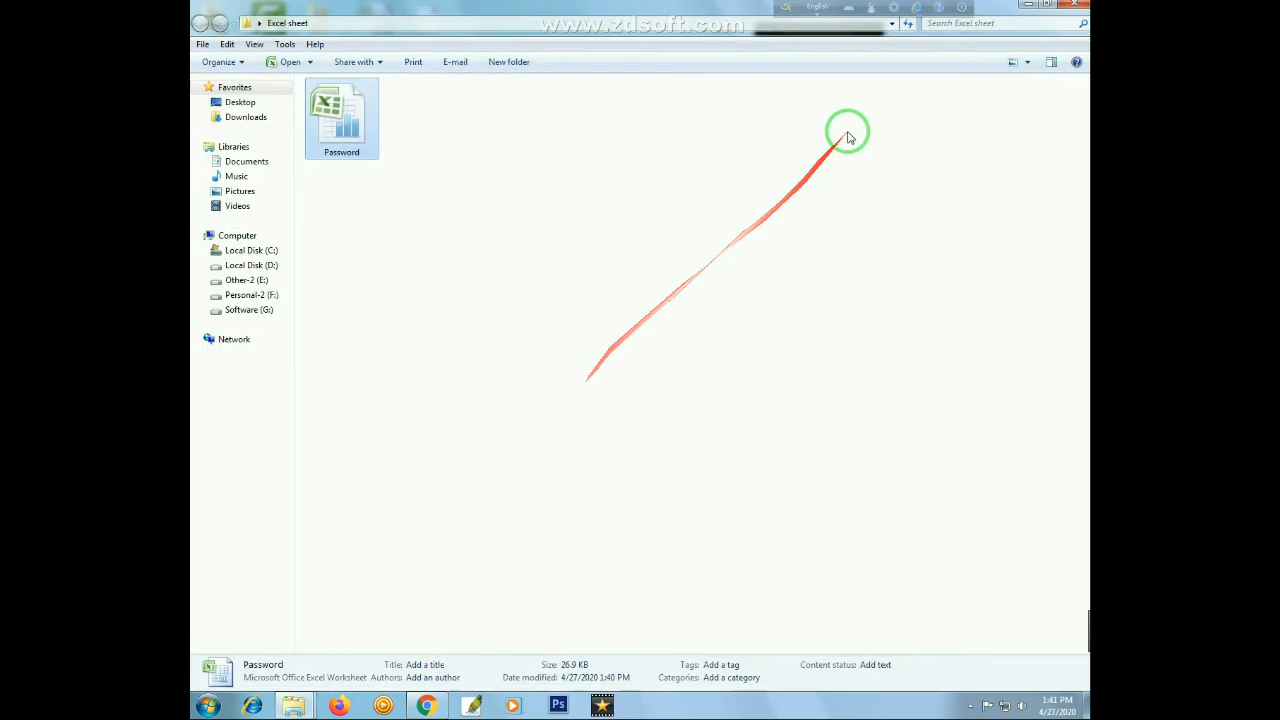 Excel sheet
www.zdsoft.com
English
Search Excel sheet
File Edit View Tools Help
Organize Open Share with Print E-mail New folder
Favorites
Desktop
Downloads
Libraries
Documents
Music
Pictures
Videos
Computer
Local Disk (C:)
Local Disk (D:)
Other-2 (E:)
Personal-2 (F:)
Software (G:)
Network
Password
Password Title: Add a title Size: 26.9 KB Tags: Add a tag Content status: Add text
Microsoft Office Excel Worksheet Authors: Add an author Date modified: 4/27/2020 1:40 PM Categories: Add a category
Ps
1:41 PM
4/27/2020